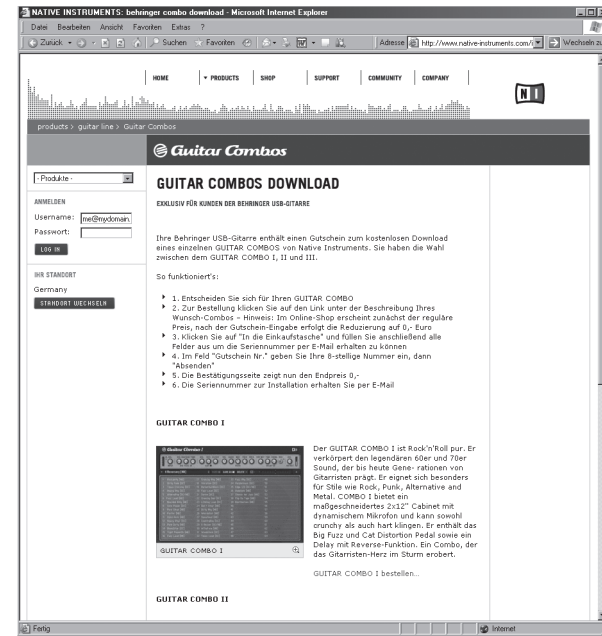 NATIVE INSTRUMENTS: behringer combo download - Microsoft Internet Explorer
Datei Bearbeiten Ansicht Favoriten Extras ?
Zurück Suchen Favoriten Adresse http://www.native-instruments.com/i Wechseln zu
HOME PRODUCTS SHOP SUPPORT COMMUNITY COMPANY
NI
products > guitar line > Guitar Combos
Guitar Combos
- Produkte -
ANMELDEN
Username: me@mydomain.
Passwort:
LOG IN
IHR STANDORT
Germany
STANDORT WECHSELN
GUITAR COMBOS DOWNLOAD
EXKLUSIV FÜR KUNDEN DER BEHRINGER USB-GITARRE
Ihre Behringer USB-Gitarre enthält einen Gutschein zum kostenlosen Download
eines einzelnen GUITAR COMBOS von Native Instruments. Sie haben die Wahl
zwischen dem GUITAR COMBO I, II und
III.
So funktioniert's:
1. Entscheiden Sie sich für Ihren GUITAR COMBO
2. Zur Bestellung klicken Sie auf den Link unter der Beschreibung Ihres
Wunsch-Combos – Hinweis: Im Online-Shop erscheint zunächst der reguläre
Preis, nach der Gutschein-Eingabe erfolgt die Reduzierung auf 0,- Euro
3. Klicken Sie auf "In die Einkaufstasche" und füllen Sie anschließend alle
Felder aus um die Seriennummer per E-Mail erhalten zu können
4. Im Feld "Gutschein Nr." geben Sie Ihre 8-stellige Nummer ein, dann
"Absenden"
5. Die Bestätigungsseite zeigt nun den Endpreis 0,-
6. Die Seriennummer zur Installation erhalten Sie per E-Mail
GUITAR COMBO I
Guitar Combos
GUITAR COMBO I
Der GUITAR COMBO I ist Rock'n'Roll pur. Er
verkörpert den legendären 60er und 70er
Sound, der bis heute Gene- rationen von
Gitarristen prägt. Er eignet sich besonders
für Stile wie Rock, Punk, Alternative and
Metal. COMBO I bietet ein
maßgeschneidertes 2x12" Cabinet mit
dynamischem Mikrofon und kann sowohl
crunchy als auch hart klingen. Er enthält das
Big Fuzz und Cat Distortion Pedal sowie ein
Delay mit Reverse-Funktion. Ein Combo, der
das Gitarristen-Herz im Sturm erobert.
GUITAR COMBO I bestellen...
GUITAR COMBO II
Fertig
Internet